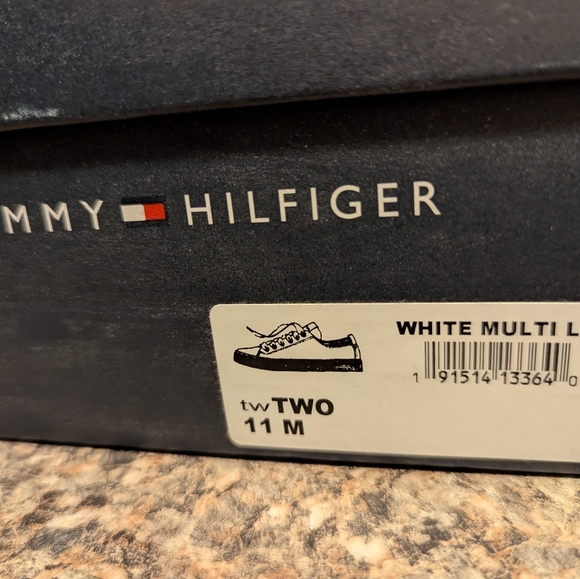 MMY HILFIGER
WHITE MULTI L
1 91514 13364 0
twTWO
11 M